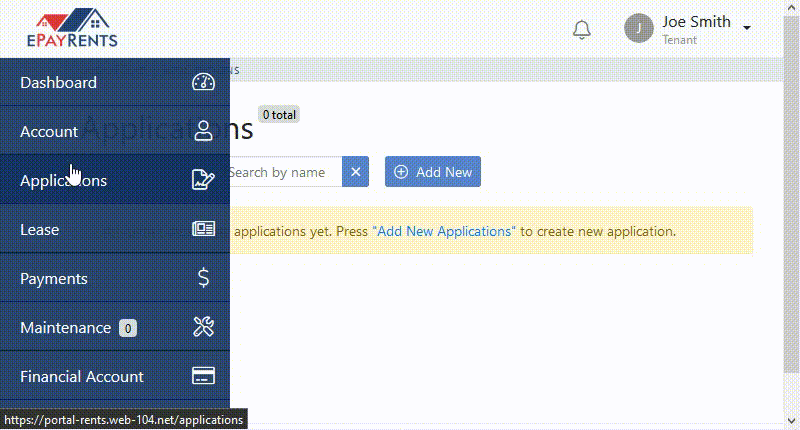 EPAYRENTS
Joe Smith
Tenant
J
Dashboard
Account
Applications
Lease
Payments
Maintenance 0
Financial Account
NS
Applications 0 total
Search by name
Add New
applications yet. Press "Add New Applications" to create new application.
https://portal-rents.web-104.net/applications